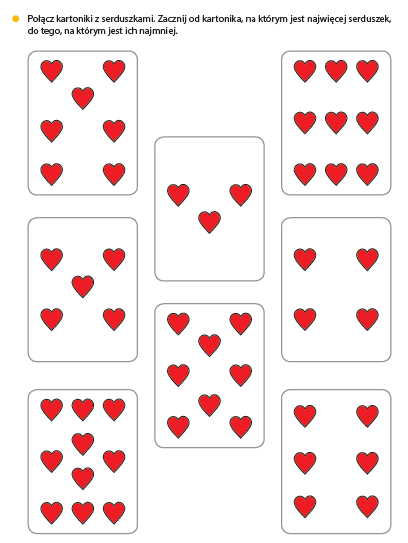 Połącz kartoniki z serduszkami. Zacznij od kartonika, na którym jest najwięcej serduszek,
do tego, na którym jest ich najmniej.